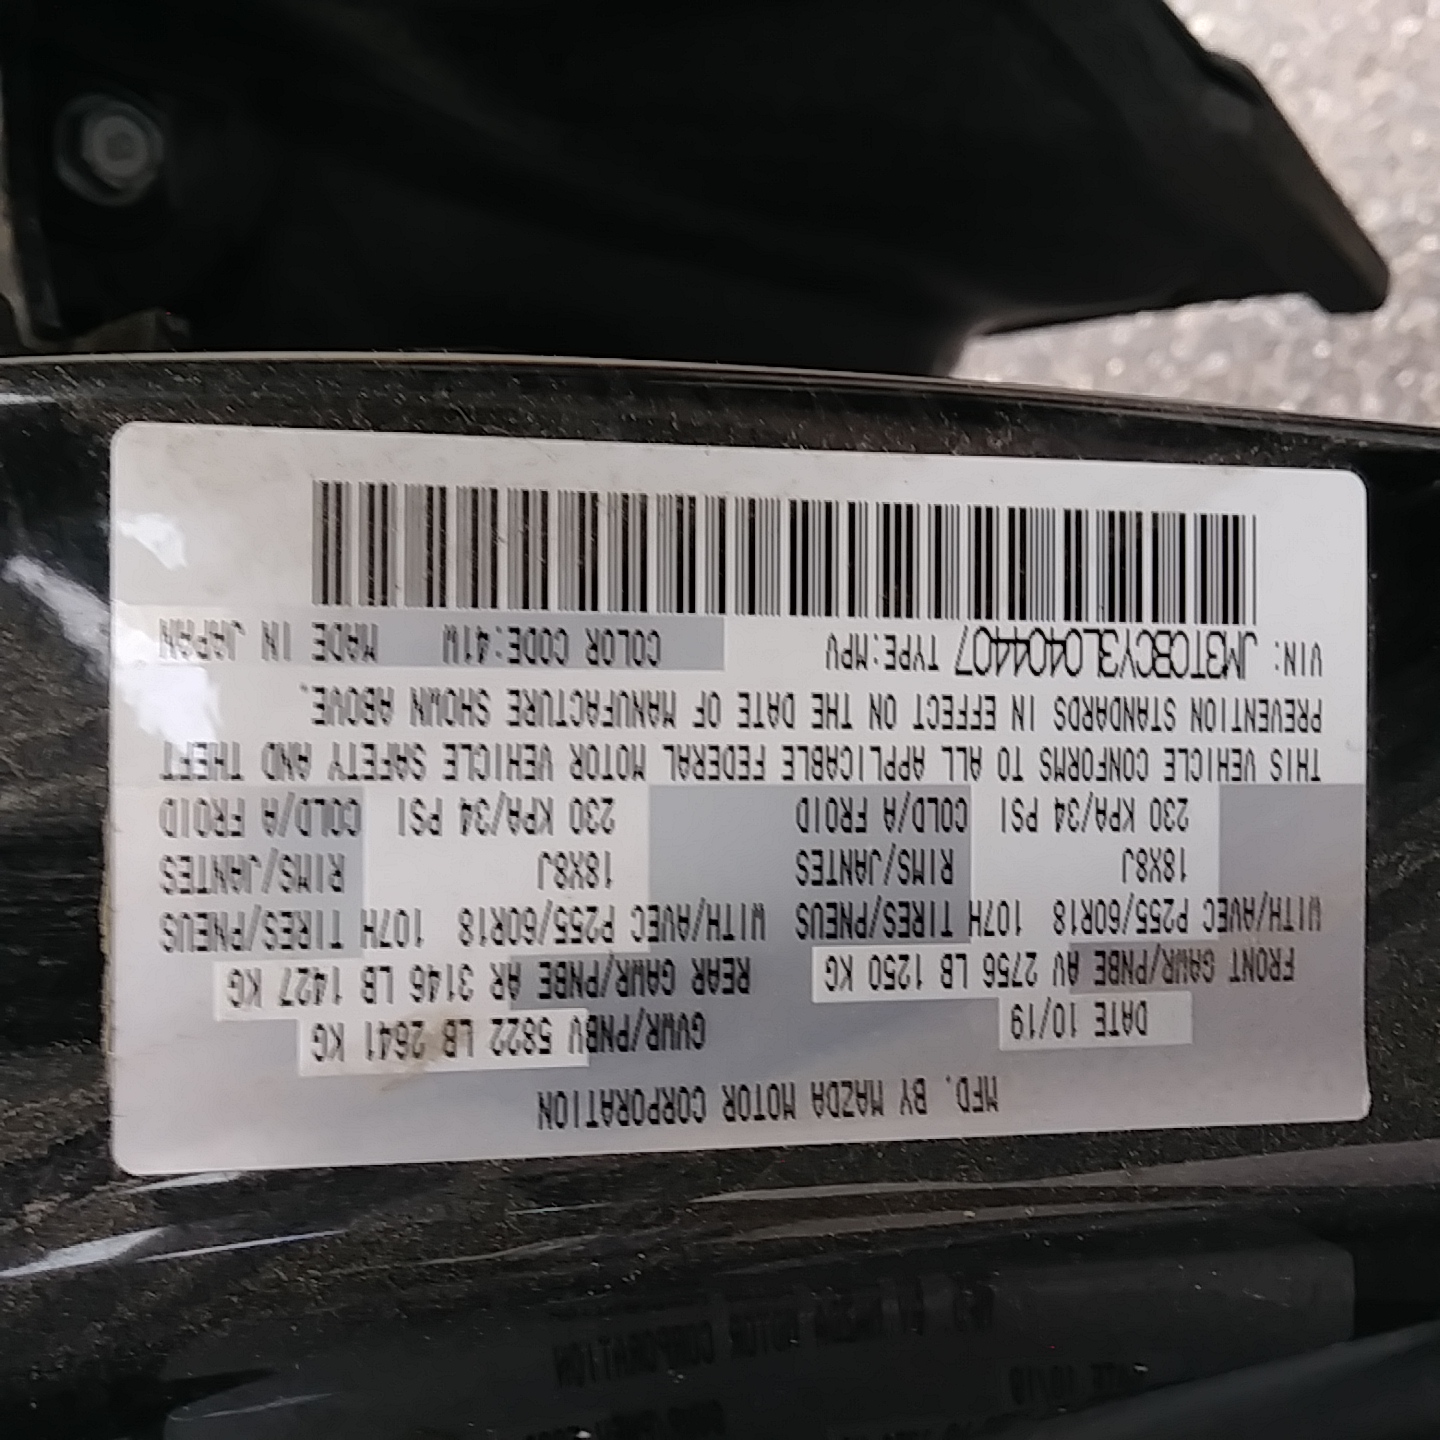 MFD. BY MAZDA MOTOR CORPORATION
DATE 10/19 GVWR/PNBV 5822 LB 2641 KG
FRONT GAWR/PNBE AV 2756 LB 1250 KG REAR GAWR/PNBE AR 3146 LB 1427 KG
WITH/AVEC P255/60R18 107H TIRES/PNEUS WITH/AVEC P255/60R18 107H TIRES/PNEUS
18X8J RIMS/JANTES 18X8J RIMS/JANTES
230 KPA/34 PSI COLD/A FROID 230 KPA/34 PSI COLD/A FROID
THIS VEHICLE CONFORMS TO ALL APPLICABLE FEDERAL MOTOR VEHICLE SAFETY AND THEFT
PREVENTION STANDARDS IN EFFECT ON THE DATE OF MANUFACTURE SHOWN ABOVE.
VIN: JM3TCBCY3L0404407 TYPE:MPV COLOR CODE:41W MADE IN JAPAN